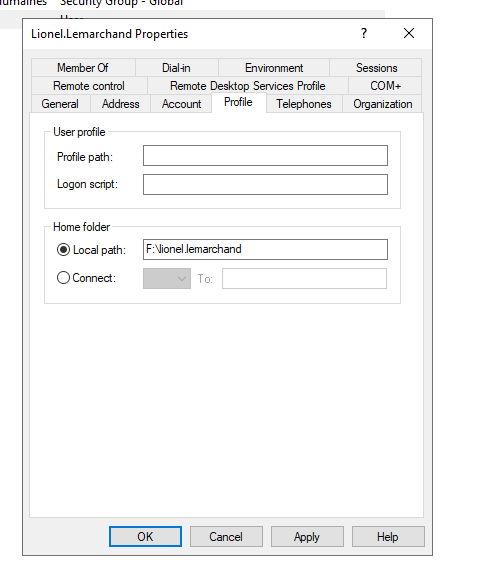 Security Group - Global
Lionel.Lemarchand Properties ?
Member Of Dial-in Environment Sessions
Remote control Remote Desktop Services Profile COM+
General Address Account Profile Telephones Organization
User profile
Profile path:
Logon script:
Home folder
Local path: F:\lionel.lemarchand
Connect: To:
OK Cancel Apply Help